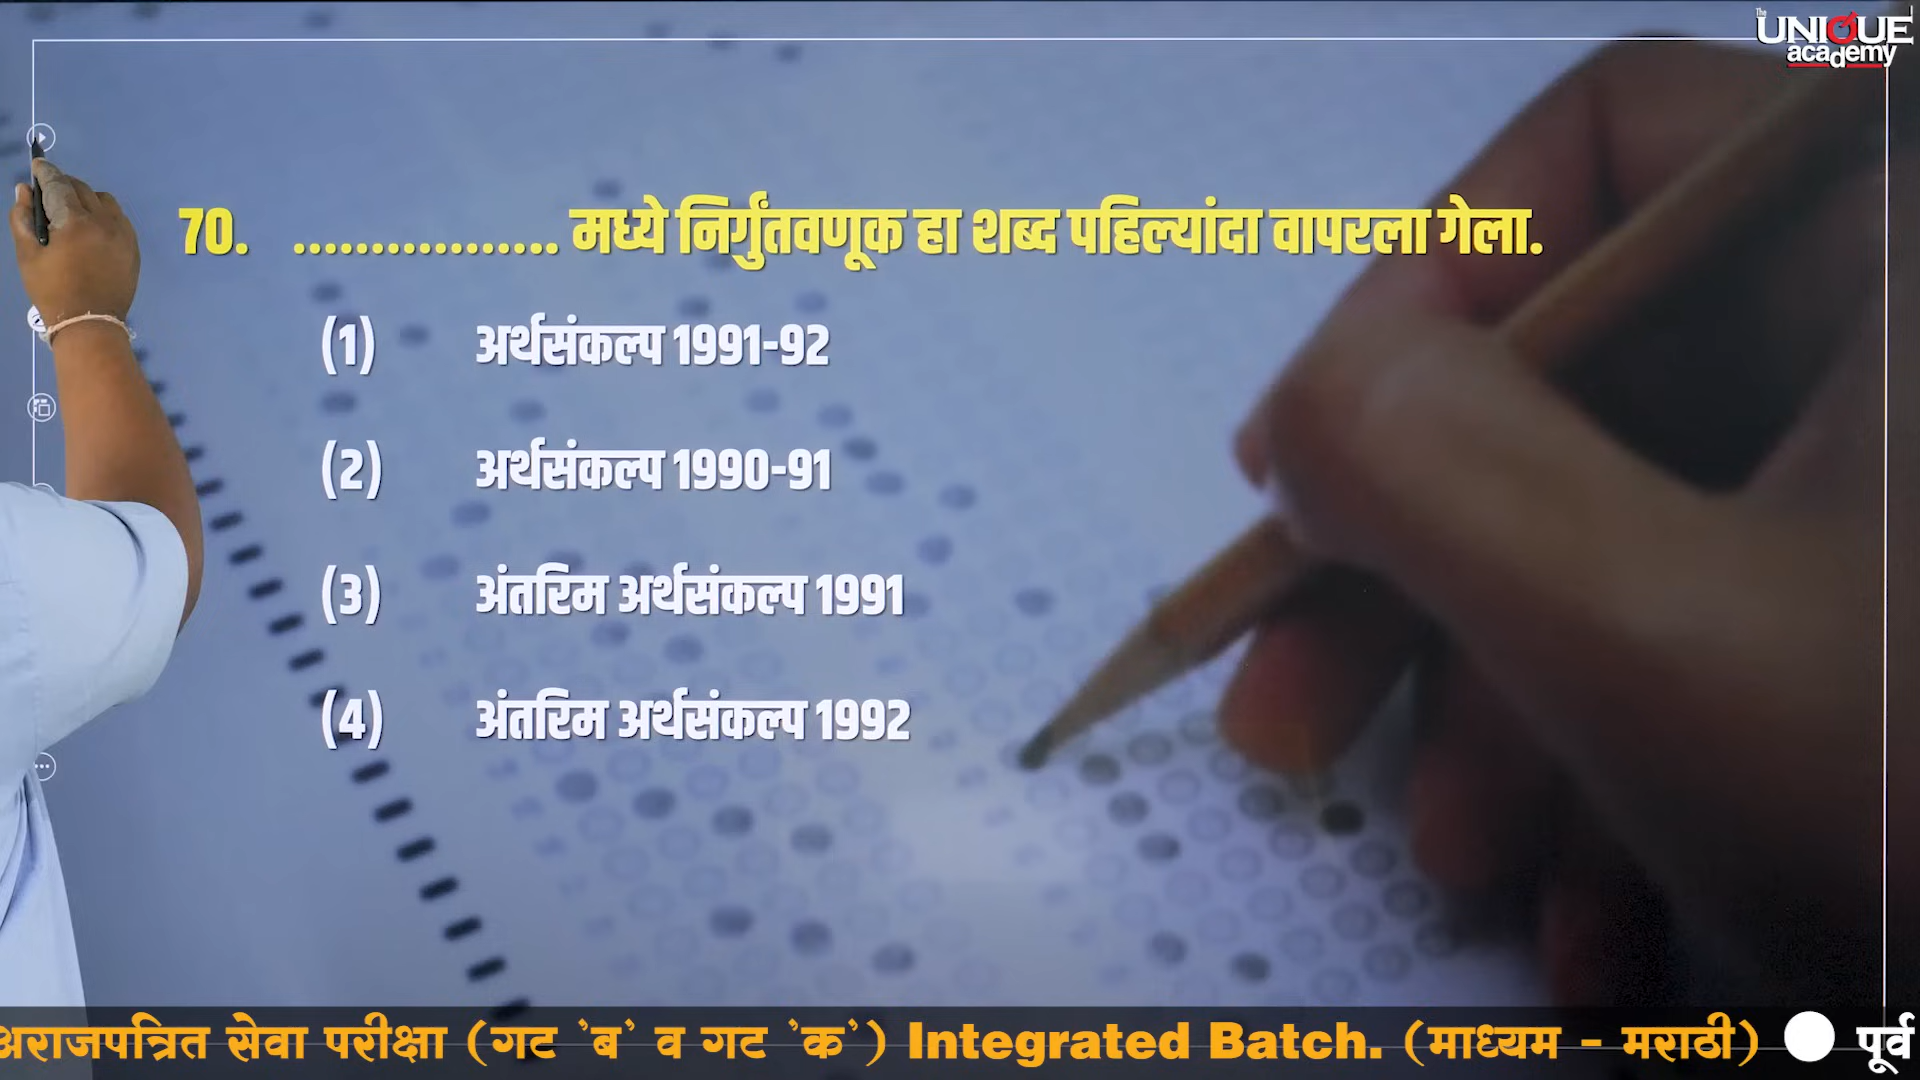 The
UNIQUE
academy
70. ................. मध्ये निर्गुंतवणूक हा शब्द पहिल्यांदा वापरला गेला.
(1) अर्थसंकल्प 1991-92
(2) अर्थसंकल्प 1990-91
(3) अंतरिम अर्थसंकल्प 1991
(4) अंतरिम अर्थसंकल्प 1992
अराजपत्रित सेवा परीक्षा (गट 'ब' व गट 'क') Integrated Batch. (माध्यम - मराठी) पूर्व